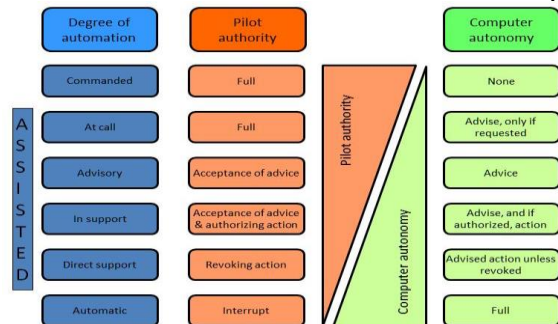 Degree of
automation
Pilot
authority
Computer
autonomy
Commanded
Full
None
At call
Full
Advise, only if
requested
Advisory
Acceptance of advice
Advice
In support
Acceptance of advice
& authorizing action
Advise, and if
authorized, action
Direct support
Revoking action
Advised action unless
revoked
Automatic
Interrupt
Full
ASSISTED
Pilot authority
Computer autonomy